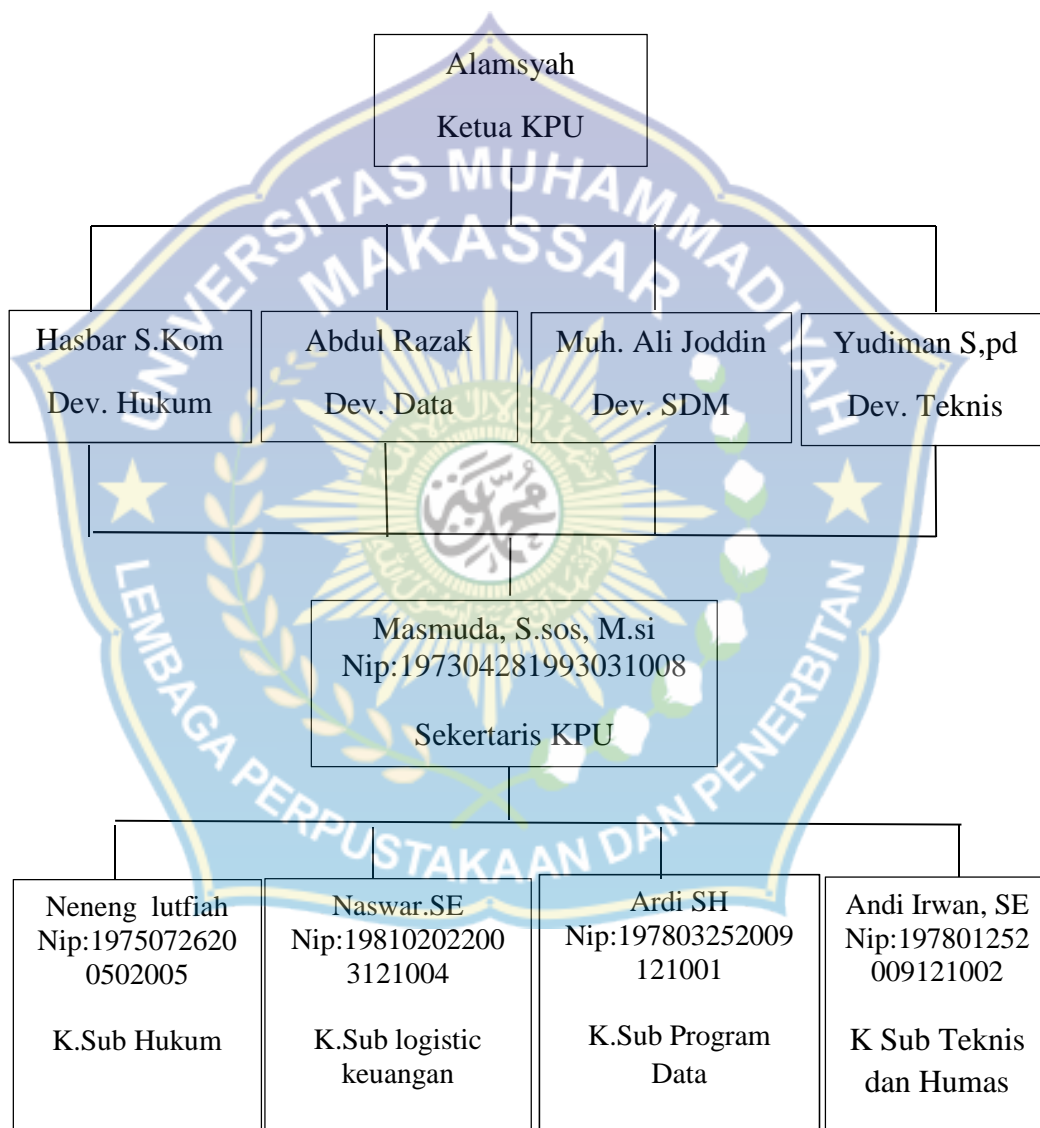 Alamsyah
Ketua KPU
UNIVERSITAS MUHAMMADIYAH
MAKASSAR
Hasbar S.Kom
Dev. Hukum
Abdul Razak
Dev. Data
Muh. Ali Joddin
Dev. SDM
Yudiman S,pd
Dev. Teknis
Masmuda, S.sos, M.si
Nip:197304281993031008
Sekertaris KPU
LEMBAGA PERPUSTAKAAN DAN PENERBITAN
Neneng lutfiah
Nip:1975072620
0502005
K.Sub Hukum
Naswar.SE
Nip:19810202200
3121004
K.Sub logistic
keuangan
Ardi SH
Nip:197803252009
121001
K.Sub Program
Data
Andi Irwan, SE
Nip:197801252
009121002
K Sub Teknis
dan Humas